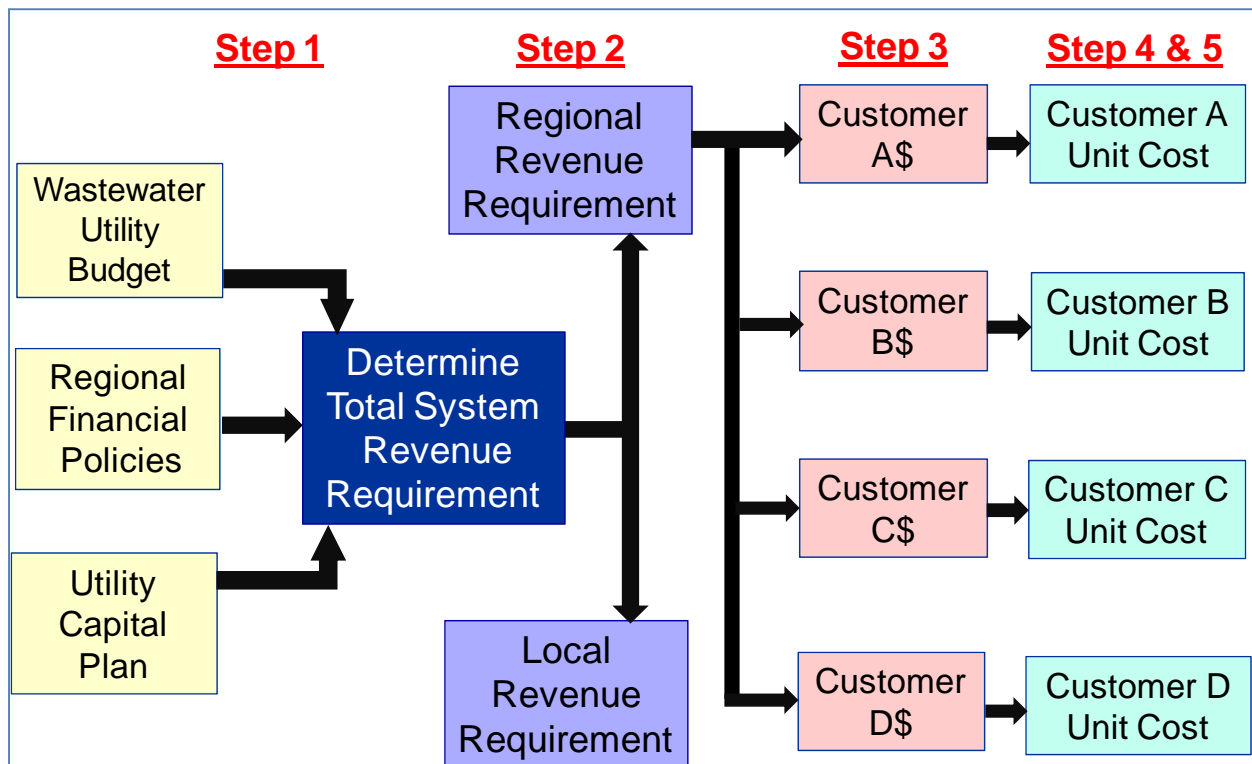 Step 1
Step 2
Step 3
Step 4 & 5
Wastewater
Utility
Budget
Regional
Financial
Policies
Utility
Capital
Plan
Determine
Total System
Revenue
Requirement
Regional
Revenue
Requirement
Local
Revenue
Requirement
Customer
A$
Customer
B$
Customer
C$
Customer
D$
Customer A
Unit Cost
Customer B
Unit Cost
Customer C
Unit Cost
Customer D
Unit Cost